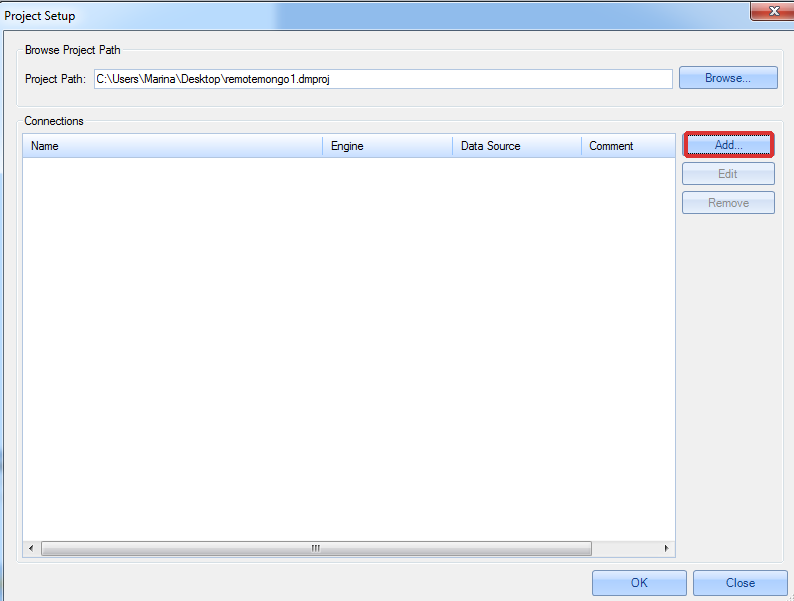 Project Setup
Browse Project Path
Project Path: C:\Users\Marina\Desktop\remotemongo1.dmproj Browse...
Connections
Name Engine Data Source Comment Add...
Edit
Remove
OK Close